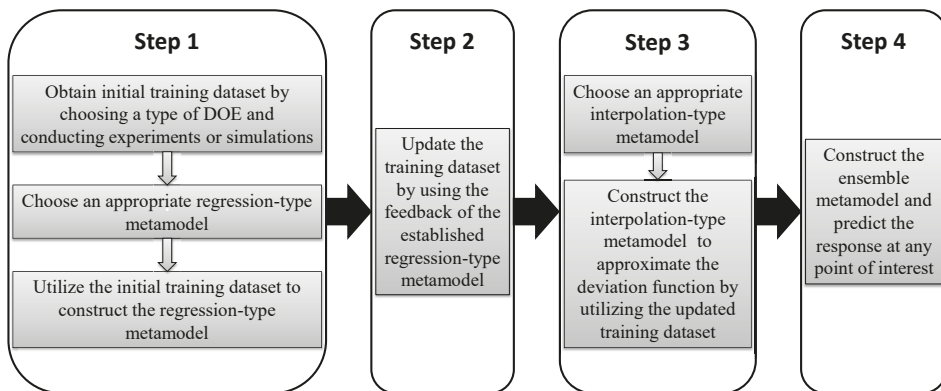 Step 1
Obtain initial training dataset by
choosing a type of DOE and
conducting experiments or simulations
Choose an appropriate regression-type
metamodel
Utilize the initial training dataset to
construct the regression-type
metamodel
Step 2
Update the
training dataset
by using the
feedback of the
established
regression-type
metamodel
Step 3
Choose an appropriate
interpolation-type
metamodel
Construct the
interpolation-type
metamodel to
approximate the
deviation function by
utilizing the updated
training dataset
Step 4
Construct the
ensemble
metamodel and
predict the
response at any
point of interest